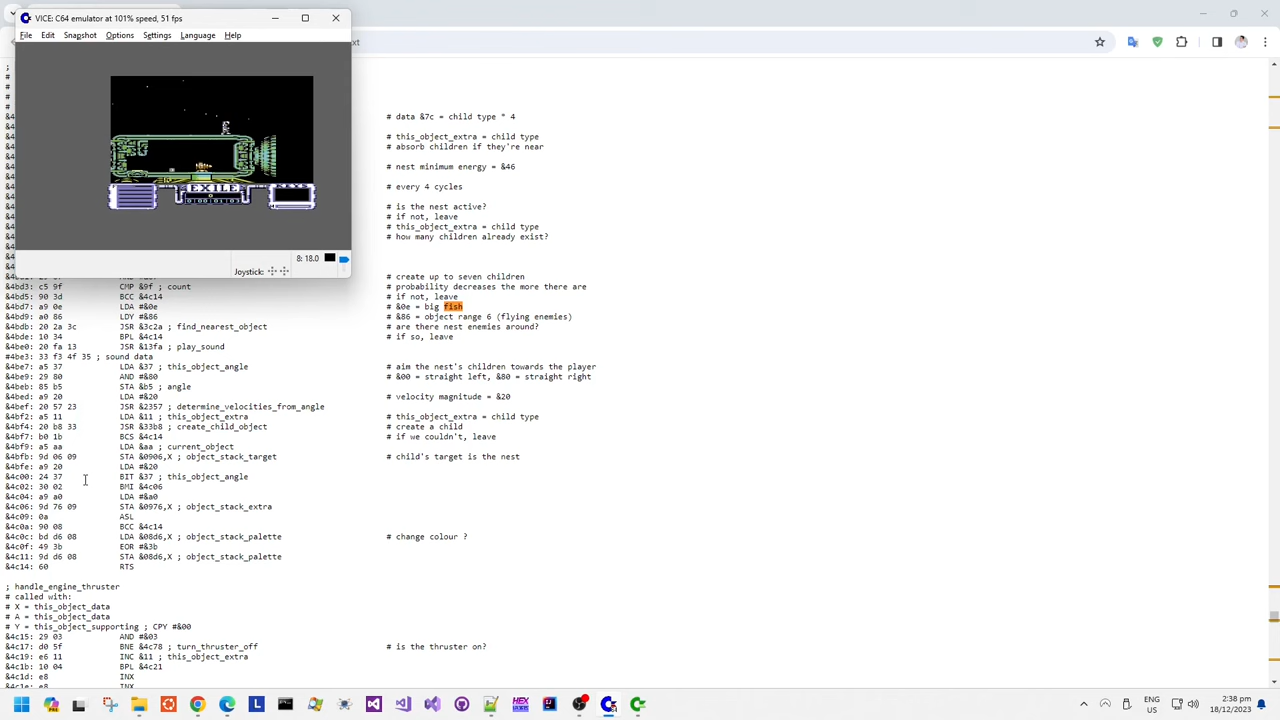 VICE: C64 emulator at 101% speed, 51 fps
File Edit Snapshot Options Settings Language Help
EXILE
KEYS
8: 18.0
Joystick:
# data &7c = child type * 4
# this_object_extra = child type
# absorb children if they're near
# nest minimum energy = &46
# every 4 cycles
# is the nest active?
# if not, leave
# this_object_extra = child type
# how many children already exist?
# create up to seven children
&4bd3: c5 9f CMP &9f ; count # probability decreases the more there are
&4bd5: 90 3d BCC &4c14 # if not, leave
&4bd7: a9 0e LDA #&0e # &0e = big fish
&4bd9: a0 86 LDY #&86 # &86 = object range 6 (flying enemies)
&4bdb: 20 2a 3c JSR &3c2a ; find_nearest_object # are there nest enemies around?
&4bde: 10 34 BPL &4c14 # if so, leave
&4be0: 20 fa 13 JSR &13fa ; play_sound
#4be3: 33 f3 4f 35 ; sound data
&4be7: a5 37 LDA &37 ; this_object_angle # aim the nest's children towards the player
&4be9: 29 80 AND #&80 # &00 = straight left, &80 = straight right
&4beb: 85 b5 STA &b5 ; angle
&4bed: a9 20 LDA #&20 # velocity magnitude = &20
&4bef: 20 57 23 JSR &2357 ; determine_velocities_from_angle
&4bf2: a5 11 LDA &11 ; this_object_extra # this_object_extra = child type
&4bf4: 20 b8 33 JSR &33b8 ; create_child_object # create a child
&4bf7: b0 1b BCS &4c14 # if we couldn't, leave
&4bf9: a5 aa LDA &aa ; current_object
&4bfb: 9d 06 09 STA &0906,X ; object_stack_target # child's target is the nest
&4bfe: a9 20 LDA #&20
&4c00: 24 37 BIT &37 ; this_object_angle
&4c02: 30 02 BMI &4c06
&4c04: a9 a0 LDA #&a0
&4c06: 9d 76 09 STA &0976,X ; object_stack_extra
&4c09: 0a ASL
&4c0a: 90 08 BCC &4c14
&4c0c: bd d6 08 LDA &08d6,X ; object_stack_palette # change colour ?
&4c0f: 49 3b EOR #&3b
&4c11: 9d d6 08 STA &08d6,X ; object_stack_palette
&4c14: 60 RTS
; handle_engine_thruster
# called with:
# X = this_object_data
# A = this_object_data
# Y = this_object_supporting ; CPY #&00
&4c15: 29 03 AND #&03
&4c17: d0 5f BNE &4c78 ; turn_thruster_off # is the thruster on?
&4c19: e6 11 INC &11 ; this_object_extra
&4c1b: 10 04 BPL &4c21
&4c1d: e8 INX
&4c1e: e8 INX
ENG
US
2:38 pm
18/12/2023